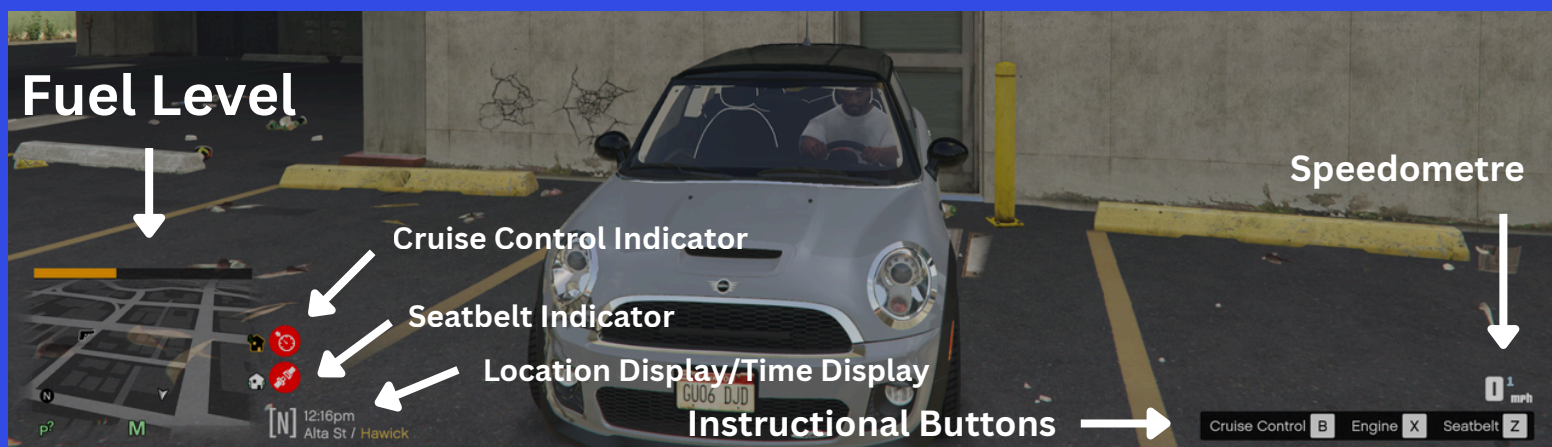 Fuel Level
Speedometre
Cruise Control Indicator
Seatbelt Indicator
Location Display/Time Display
GU06 DJD
N
P?
M
[N] 12:16pm
Alta St / Hawick
Instructional Buttons
0 1 mph
Cruise Control B Engine X Seatbelt Z